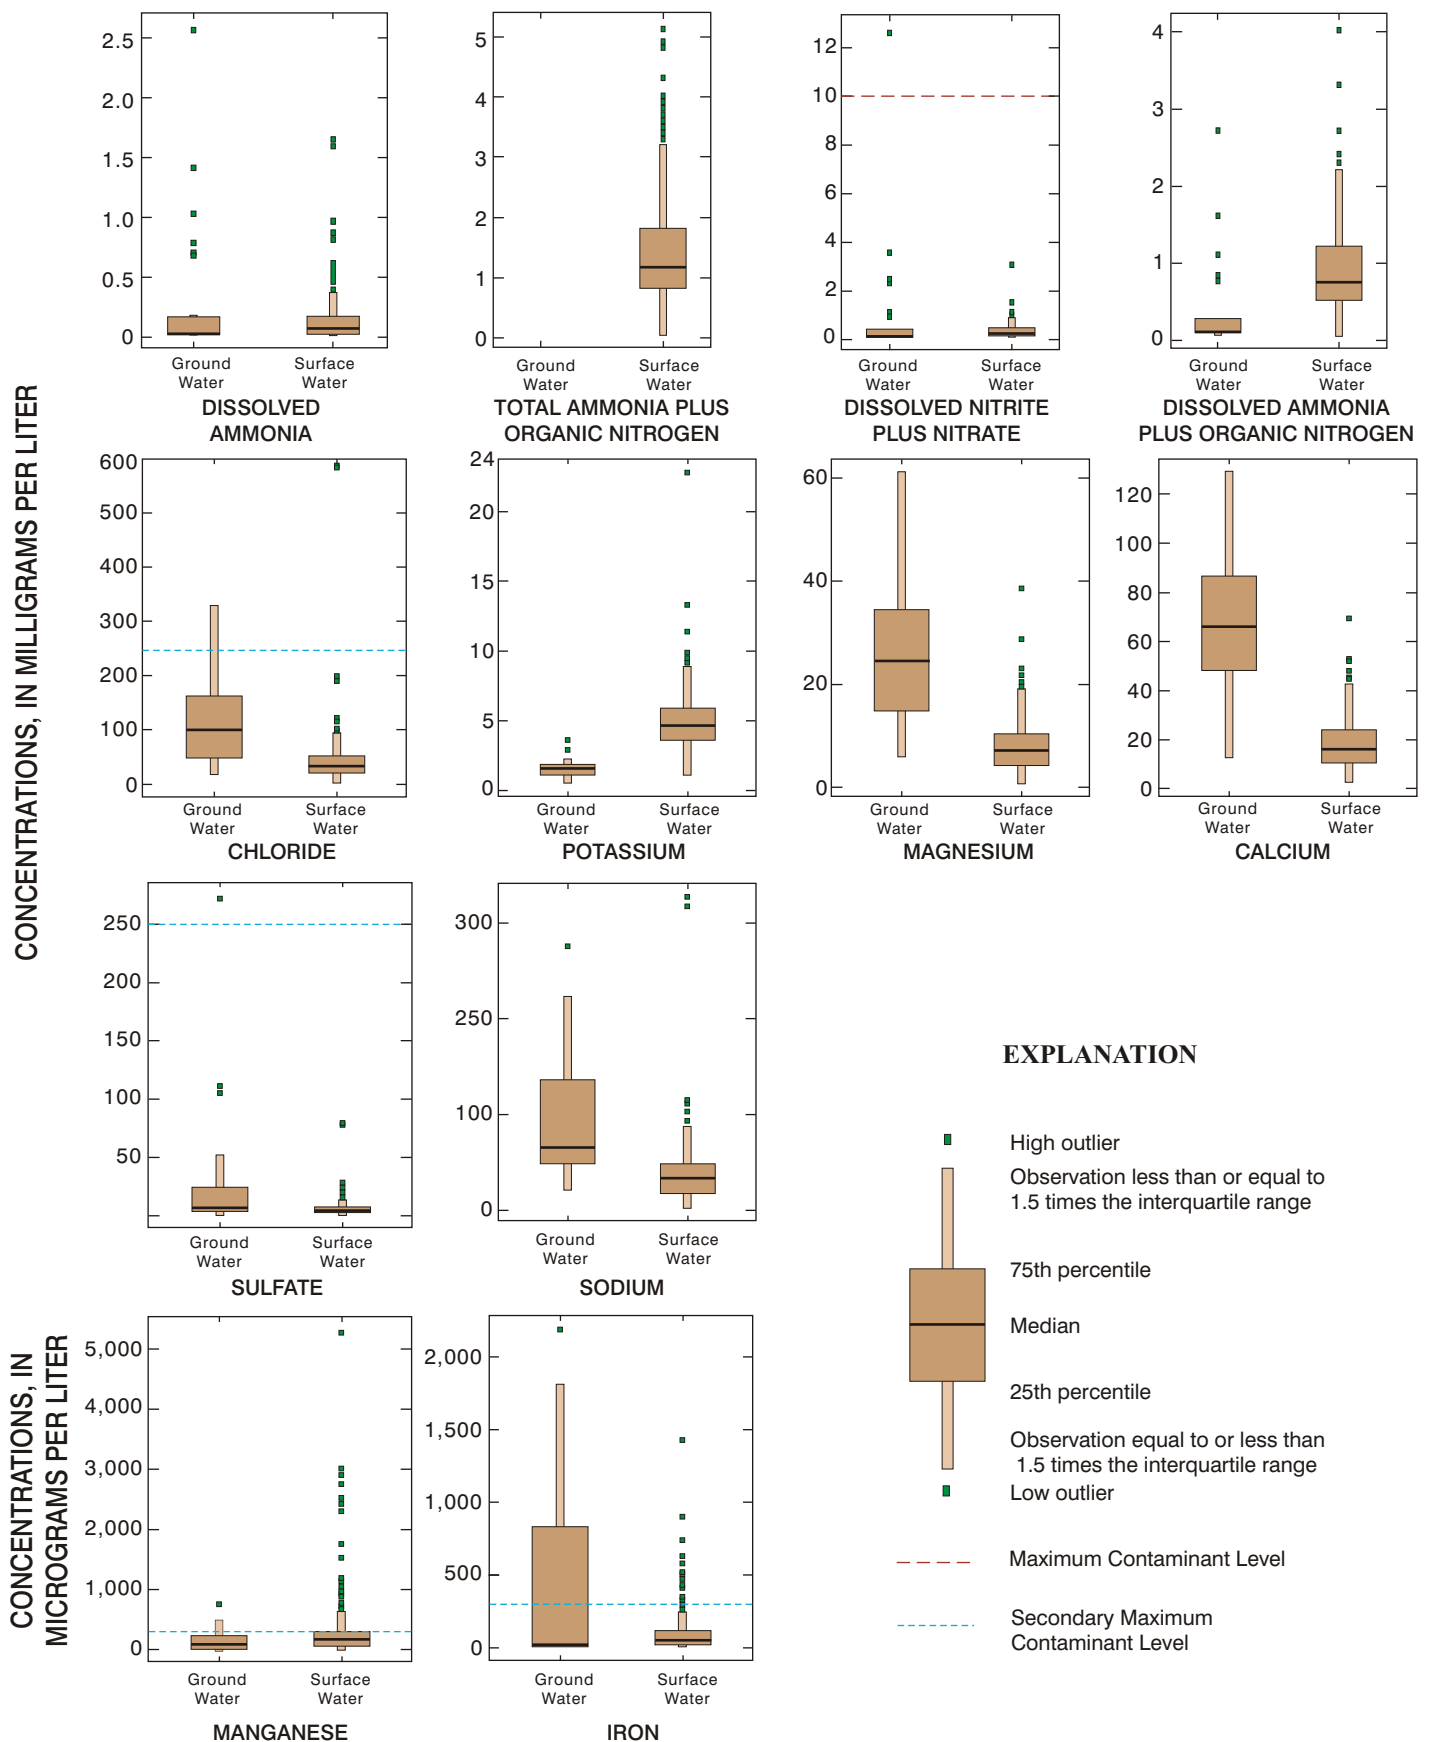 CONCENTRATIONS, IN MILLIGRAMS PER LITER
2.5
2.0
1.5
1.0
0.5
0
Ground
Water
Surface
Water
DISSOLVED
AMMONIA
5
4
3
2
1
0
Ground
Water
Surface
Water
TOTAL AMMONIA PLUS
ORGANIC NITROGEN
12
10
8
6
4
2
0
Ground
Water
Surface
Water
DISSOLVED NITRITE
PLUS NITRATE
4
3
2
1
0
Ground
Water
Surface
Water
DISSOLVED AMMONIA
PLUS ORGANIC NITROGEN
600
500
400
300
200
100
0
Ground
Water
Surface
Water
CHLORIDE
24
20
15
10
5
0
Ground
Water
Surface
Water
POTASSIUM
60
40
20
0
Ground
Water
Surface
Water
MAGNESIUM
120
100
80
60
40
20
0
Ground
Water
Surface
Water
CALCIUM
250
200
150
100
50
Ground
Water
Surface
Water
SULFATE
300
250
100
0
Ground
Water
Surface
Water
SODIUM
CONCENTRATIONS, IN
MICROGRAMS PER LITER
5,000
4,000
3,000
2,000
1,000
0
Ground
Water
Surface
Water
MANGANESE
2,000
1,500
1,000
500
0
Ground
Water
Surface
Water
IRON
EXPLANATION
High outlier
Observation less than or equal to
1.5 times the interquartile range
75th percentile
Median
25th percentile
Observation equal to or less than
1.5 times the interquartile range
Low outlier
Maximum Contaminant Level
Secondary Maximum
Contaminant Level